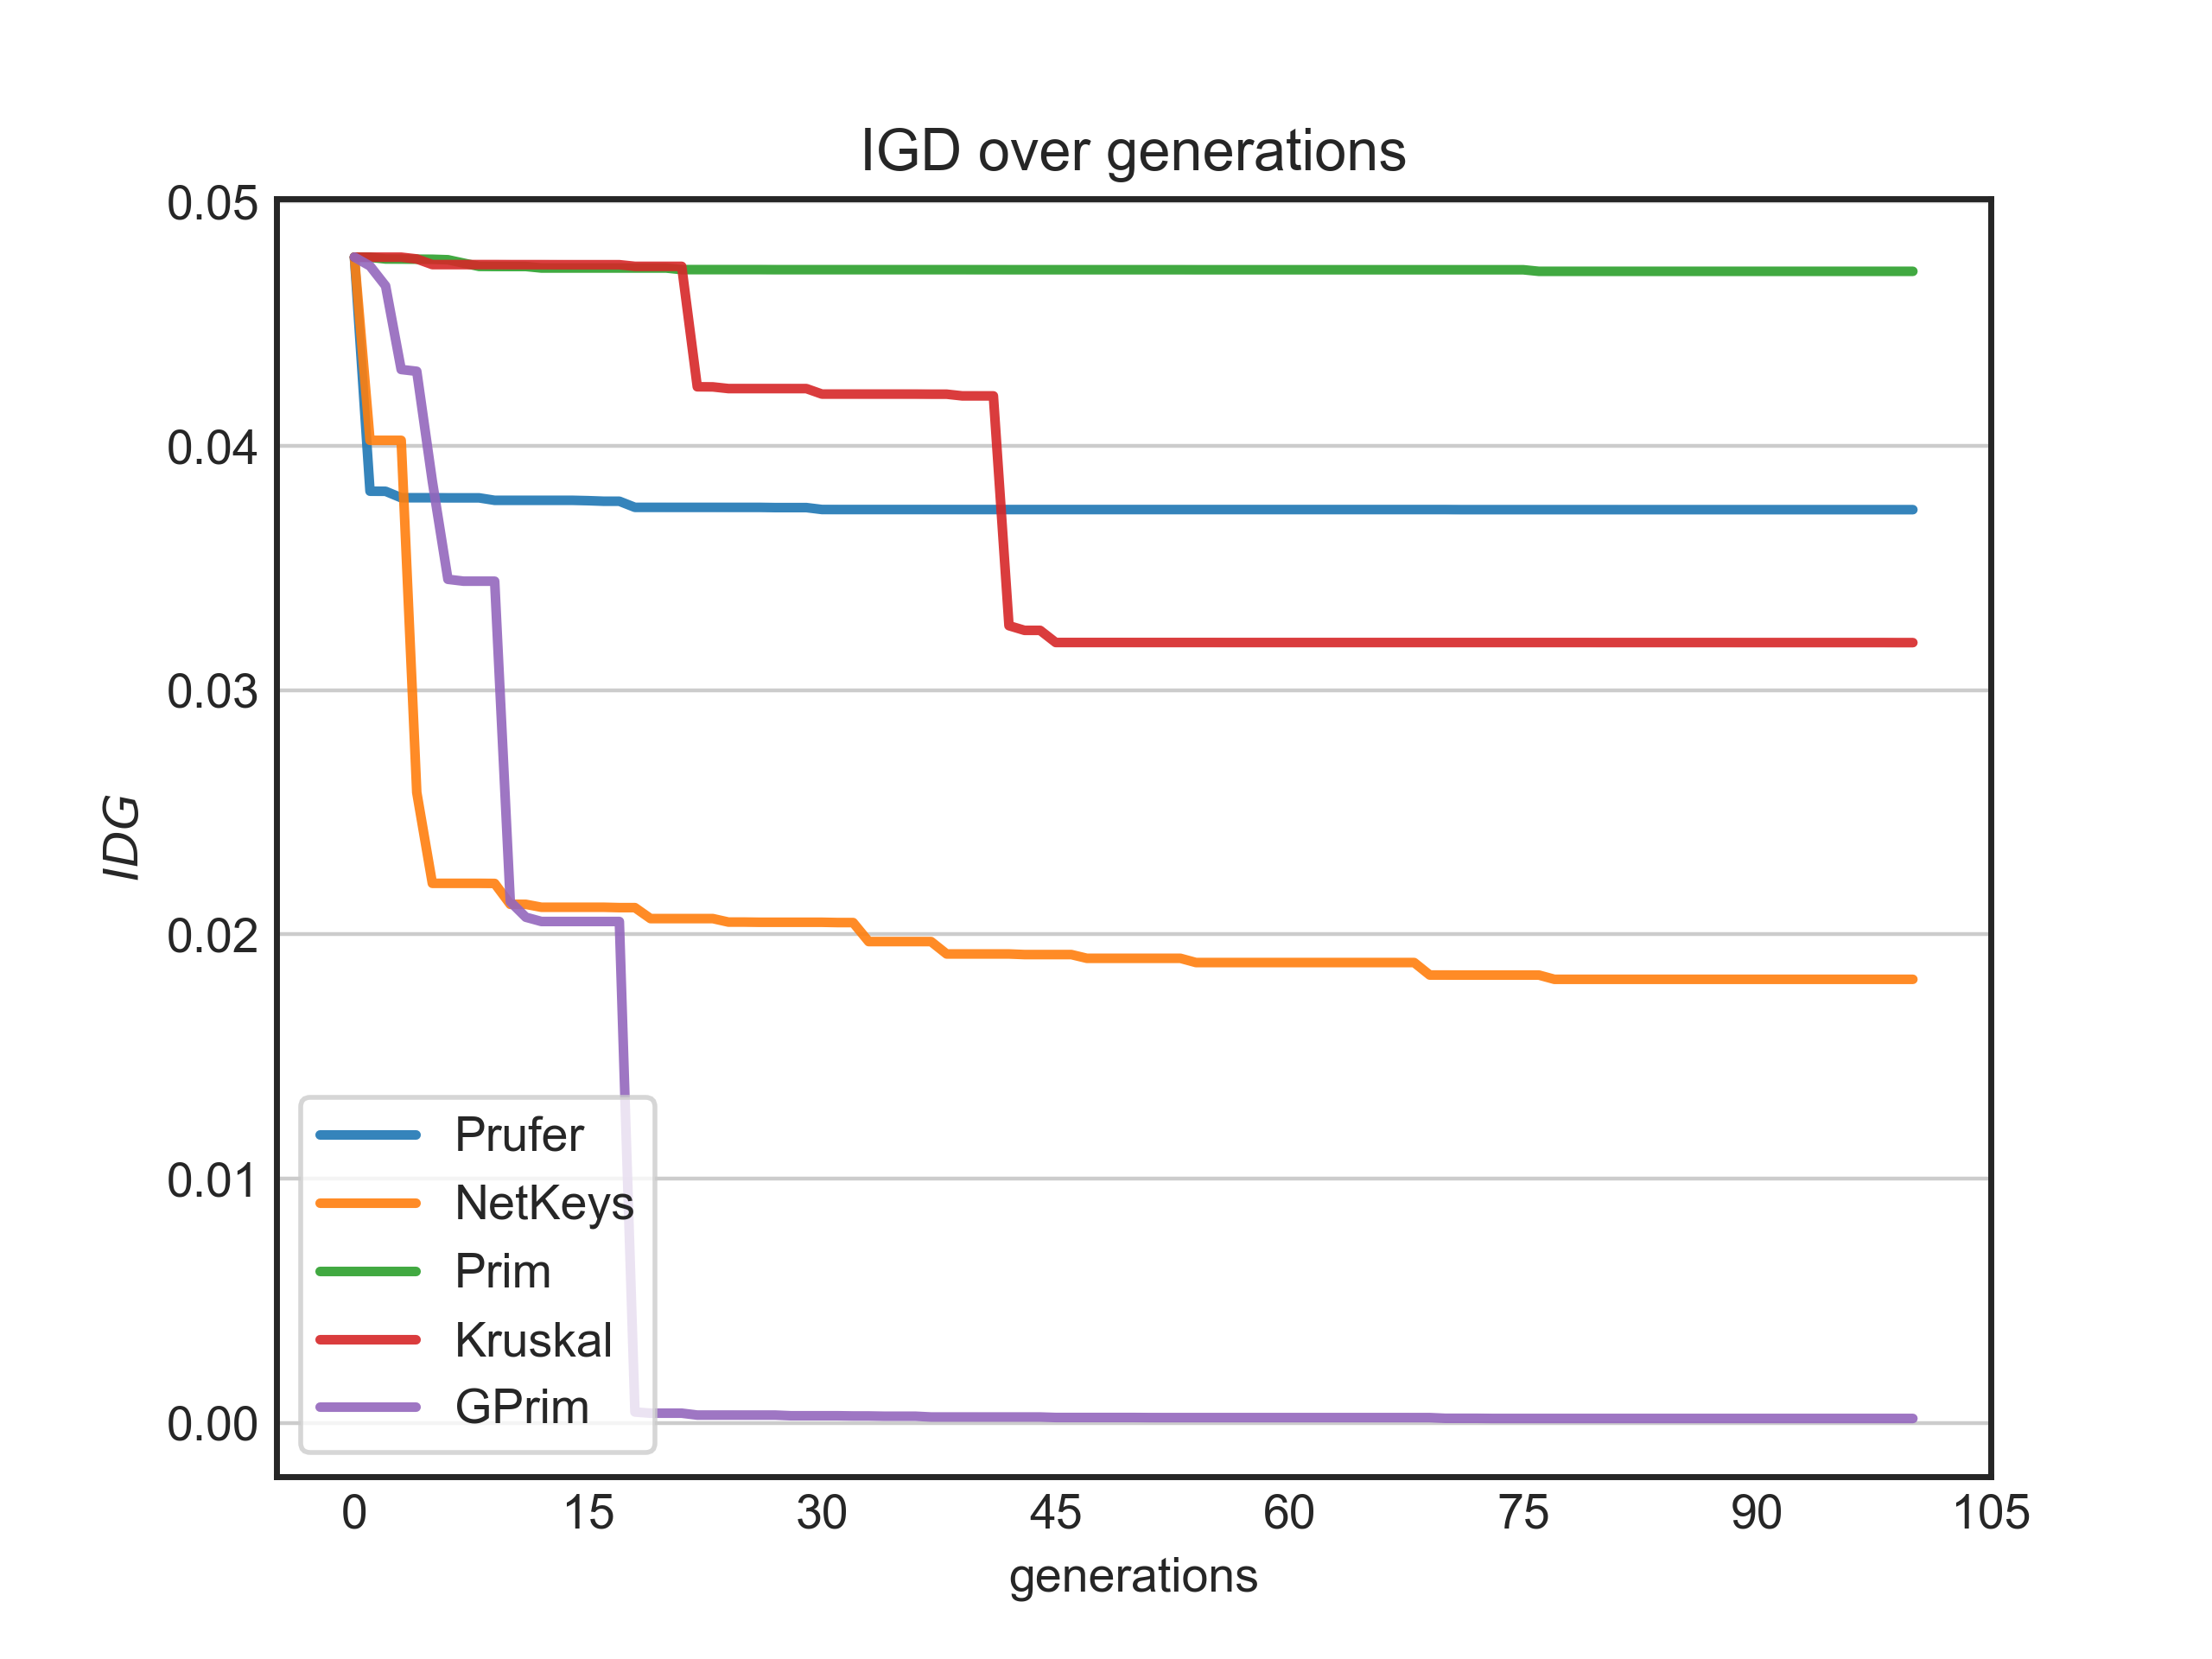 IGD over generations
0.05
0.04
0.03
0.02
0.01
0.00
IDG
Prufer
NetKeys
Prim
Kruskal
GPrim
0 15 30 45 60 75 90 105
generations